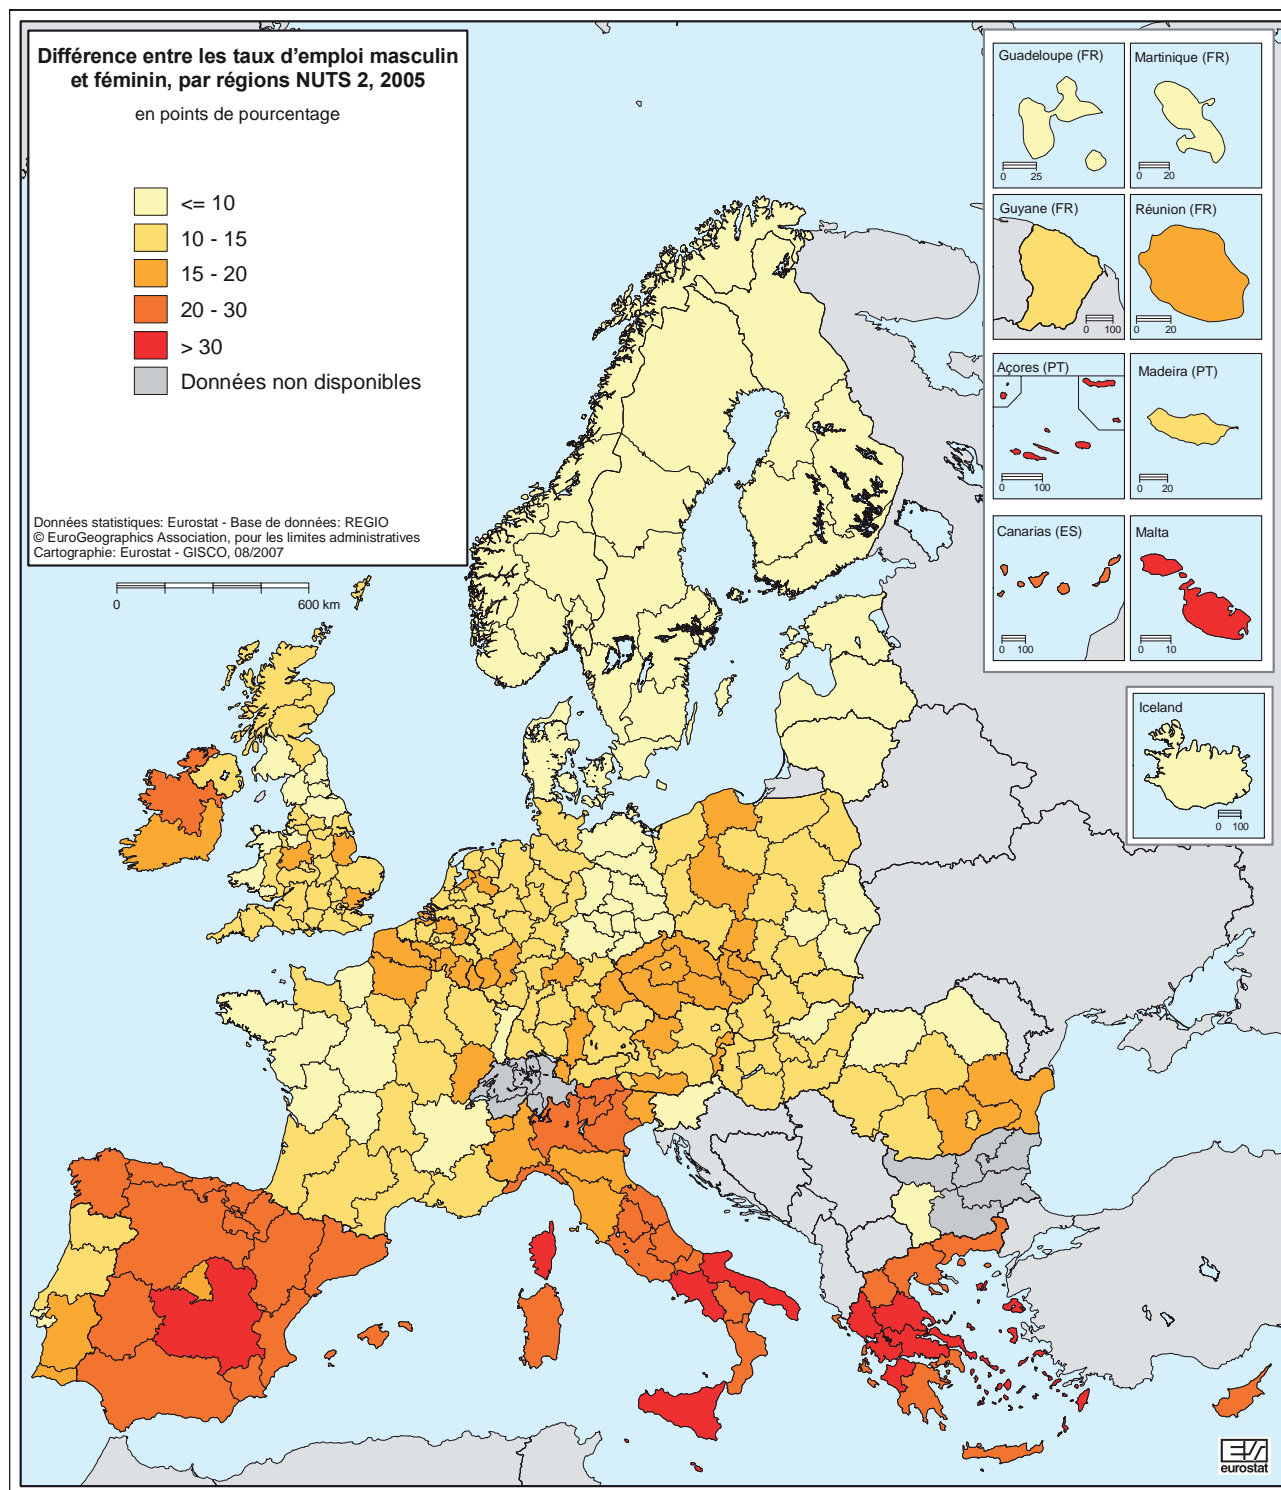 Différence entre les taux d'emploi masculin
et féminin, par régions NUTS 2, 2005
en points de pourcentage
<= 10
10 - 15
15 - 20
20 - 30
> 30
Données non disponibles
Données statistiques: Eurostat - Base de données: REGIO
© EuroGeographics Association, pour les limites administratives
Cartographie: Eurostat - GISCO, 08/2007
0 600 km
Guadeloupe (FR)
0 25
Martinique (FR)
0 20
Guyane (FR)
0 100
Réunion (FR)
0 20
Açores (PT)
0 100
Madeira (PT)
0 20
Canarias (ES)
0 100
Malta
0 10
Iceland
0 100
eurostat